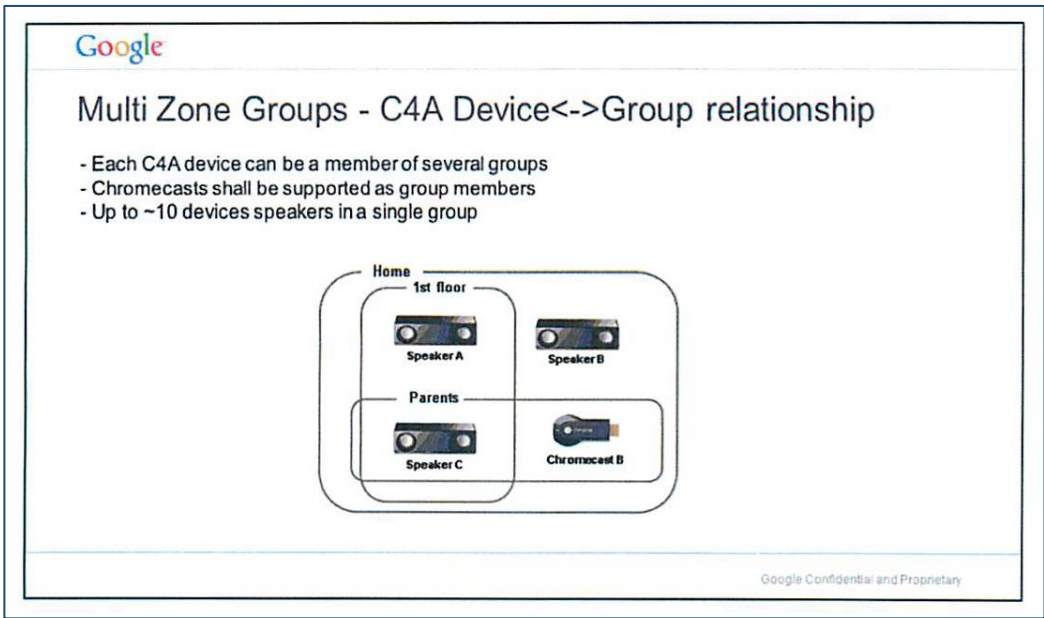 Google
Multi Zone Groups - C4A Device<->Group relationship
- Each C4A device can be a member of several groups
- Chromecasts shall be supported as group members
- Up to ~10 devices speakers in a single group
Home
1st floor
Speaker A
Speaker B
Parents
Speaker C
Chromecast B
Google Confidential and Proprietary